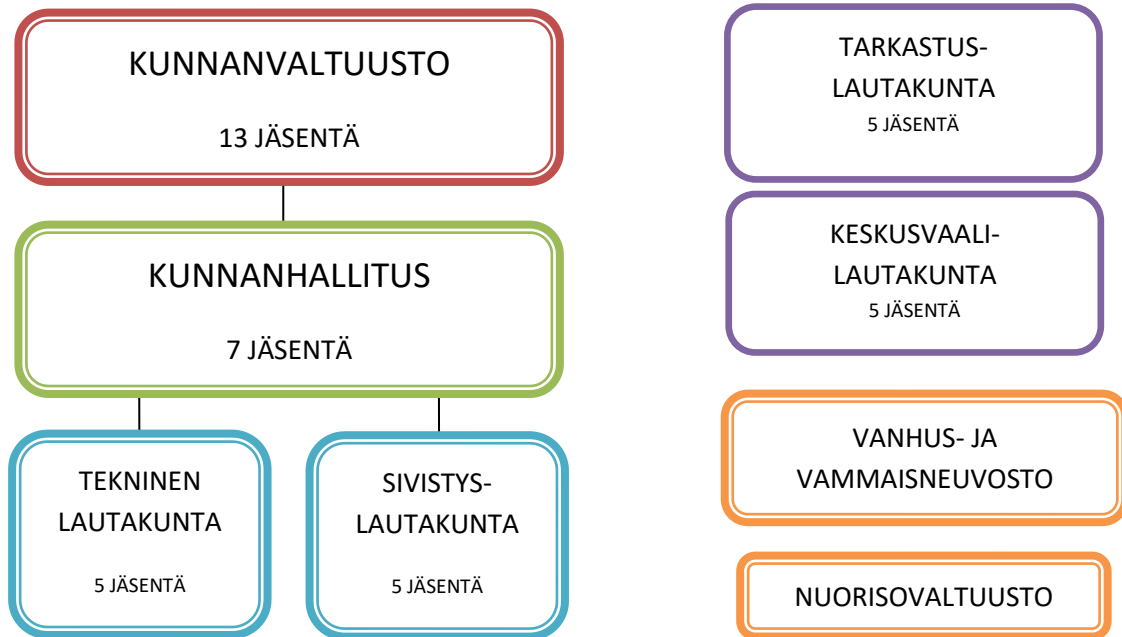 KUNNANVALTUUSTO
13 JÄSENTÄ
KUNNANHALLITUS
7 JÄSENTÄ
TEKNINEN
LAUTAKUNTA
5 JÄSENTÄ
SIVISTYS-
LAUTAKUNTA
5 JÄSENTÄ
TARKASTUS-
LAUTAKUNTA
5 JÄSENTÄ
KESKUSVAALI-
LAUTAKUNTA
5 JÄSENTÄ
VANHUS- JA
VAMMAISNEUVOSTO
NUORISOVALTUUSTO